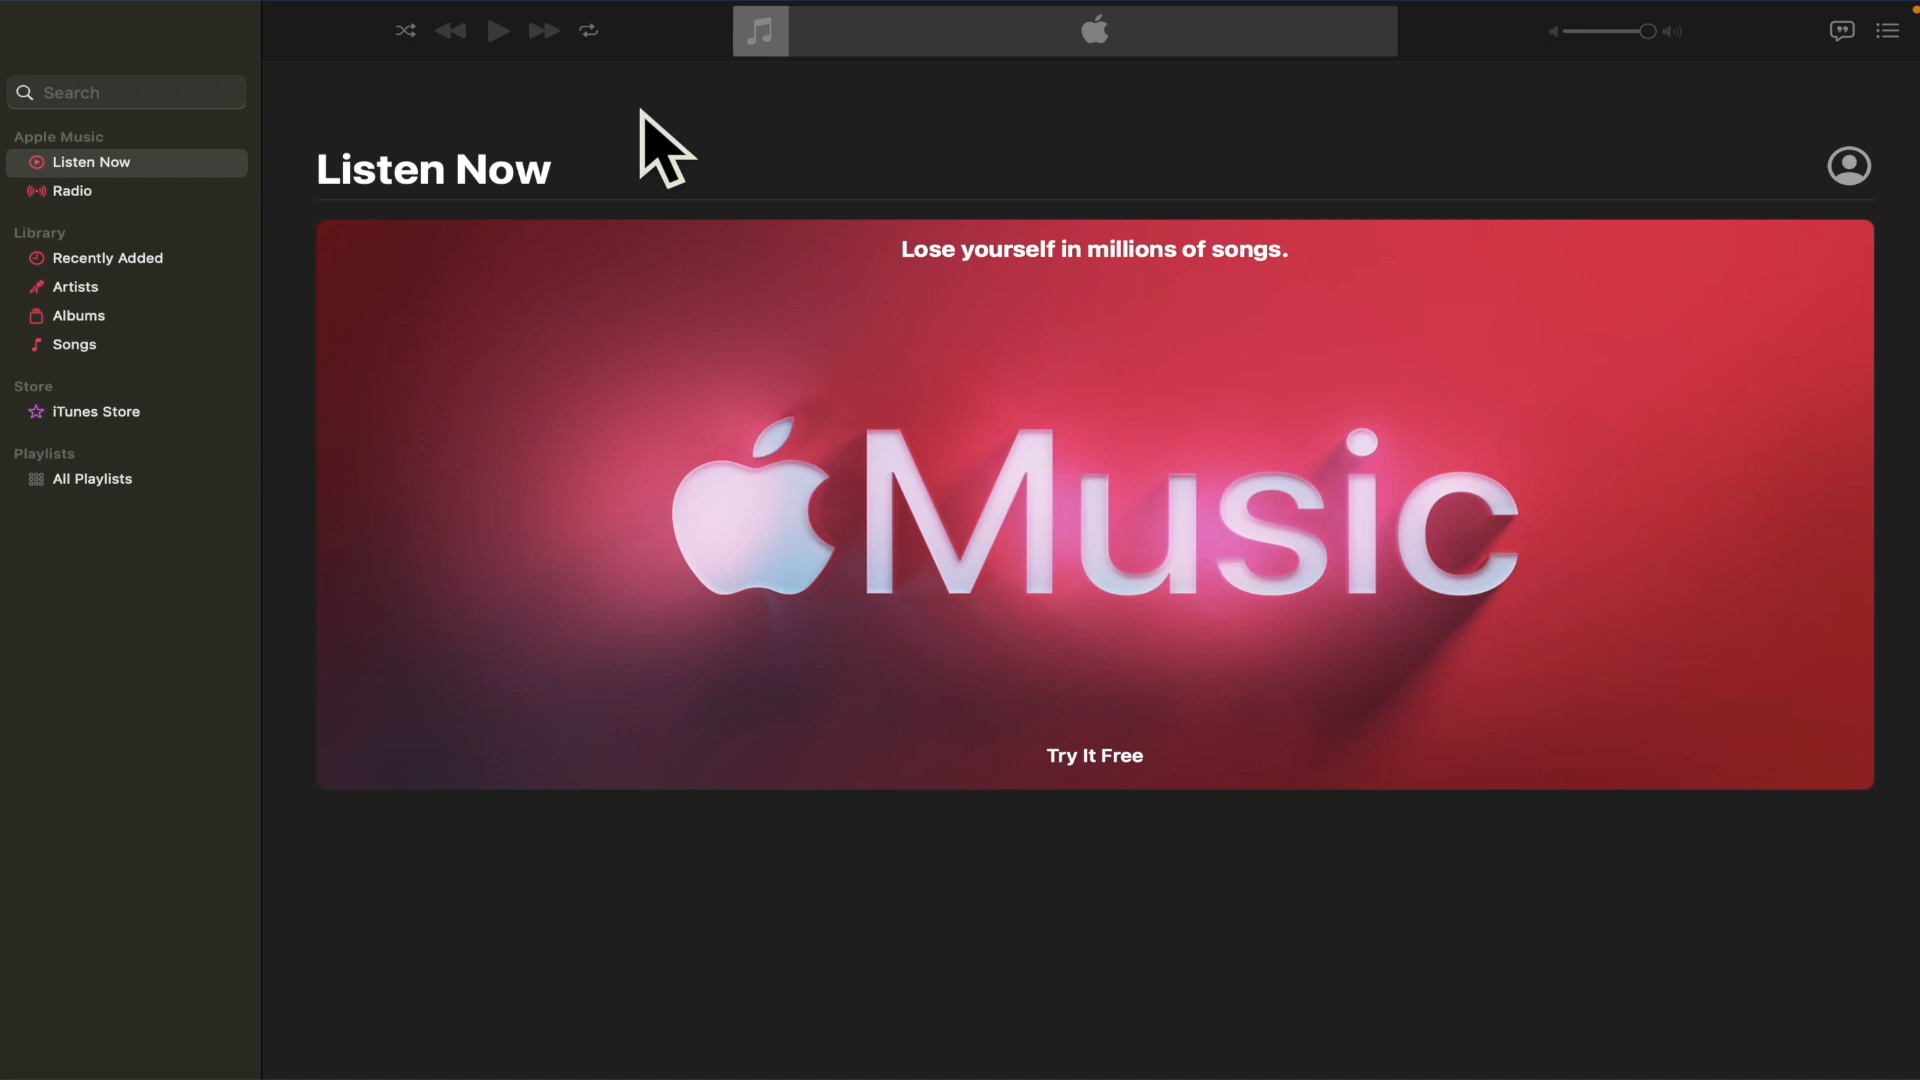 Search
Apple Music
Listen Now
Radio
Library
Recently Added
Artists
Albums
Songs
Store
iTunes Store
Playlists
All Playlists
Listen Now
Lose yourself in millions of songs.
Music
Try It Free